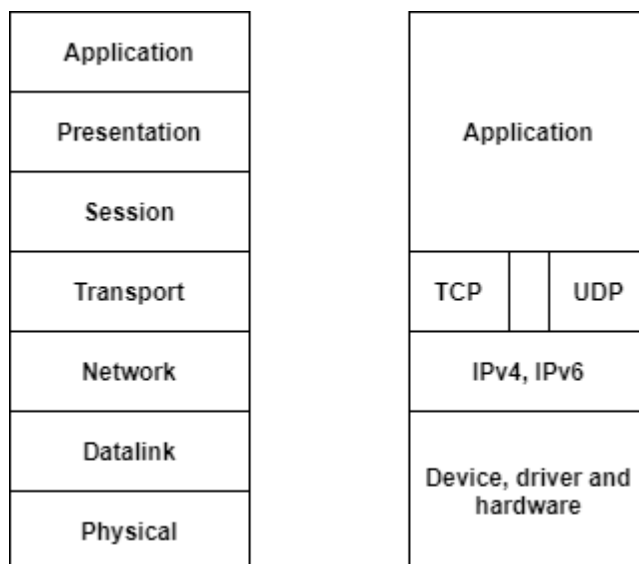 Application
Presentation
Session
Transport
Network
Datalink
Physical
Application
TCP
UDP
IPv4, IPv6
Device, driver and
hardware